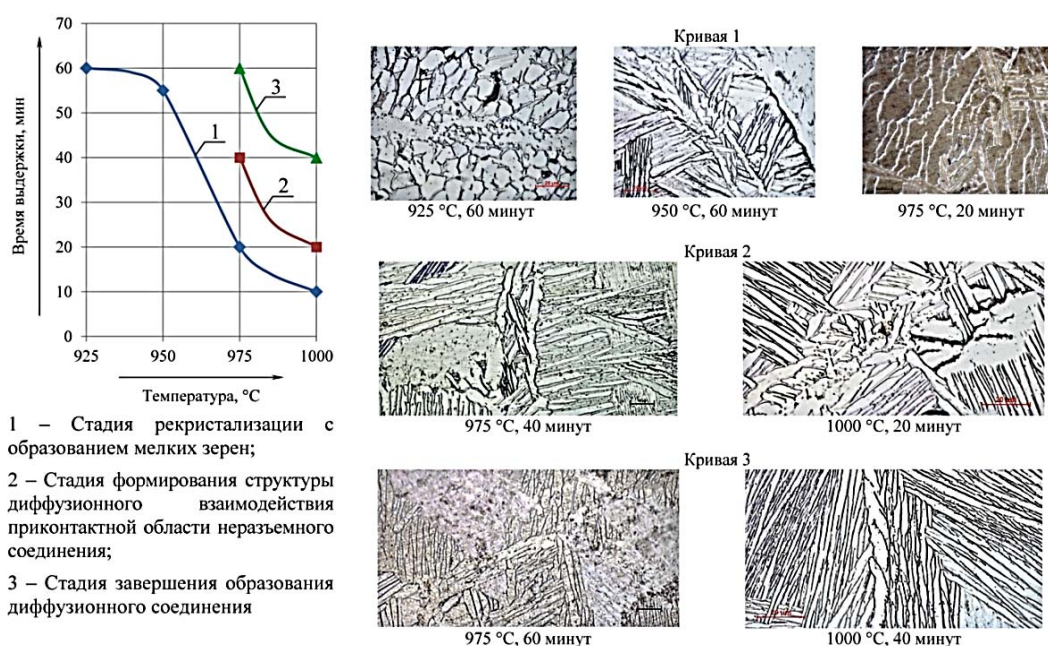 Время выдержки, мин
70
60
50
40
30
20
10
0
925
950
975
1000
Температура, °C
1
2
3
1 – Стадия рекристализации с
образованием мелких зерен;
2 – Стадия формирования структуры
диффузионного взаимодействия
приконтактной области неразъемного
соединения;
3 – Стадия завершения образования
диффузионного соединения
Кривая 1
925 °C, 60 минут
950 °C, 60 минут
975 °C, 20 минут
Кривая 2
975 °C, 40 минут
1000 °C, 20 минут
Кривая 3
975 °C, 60 минут
1000 °C, 40 минут